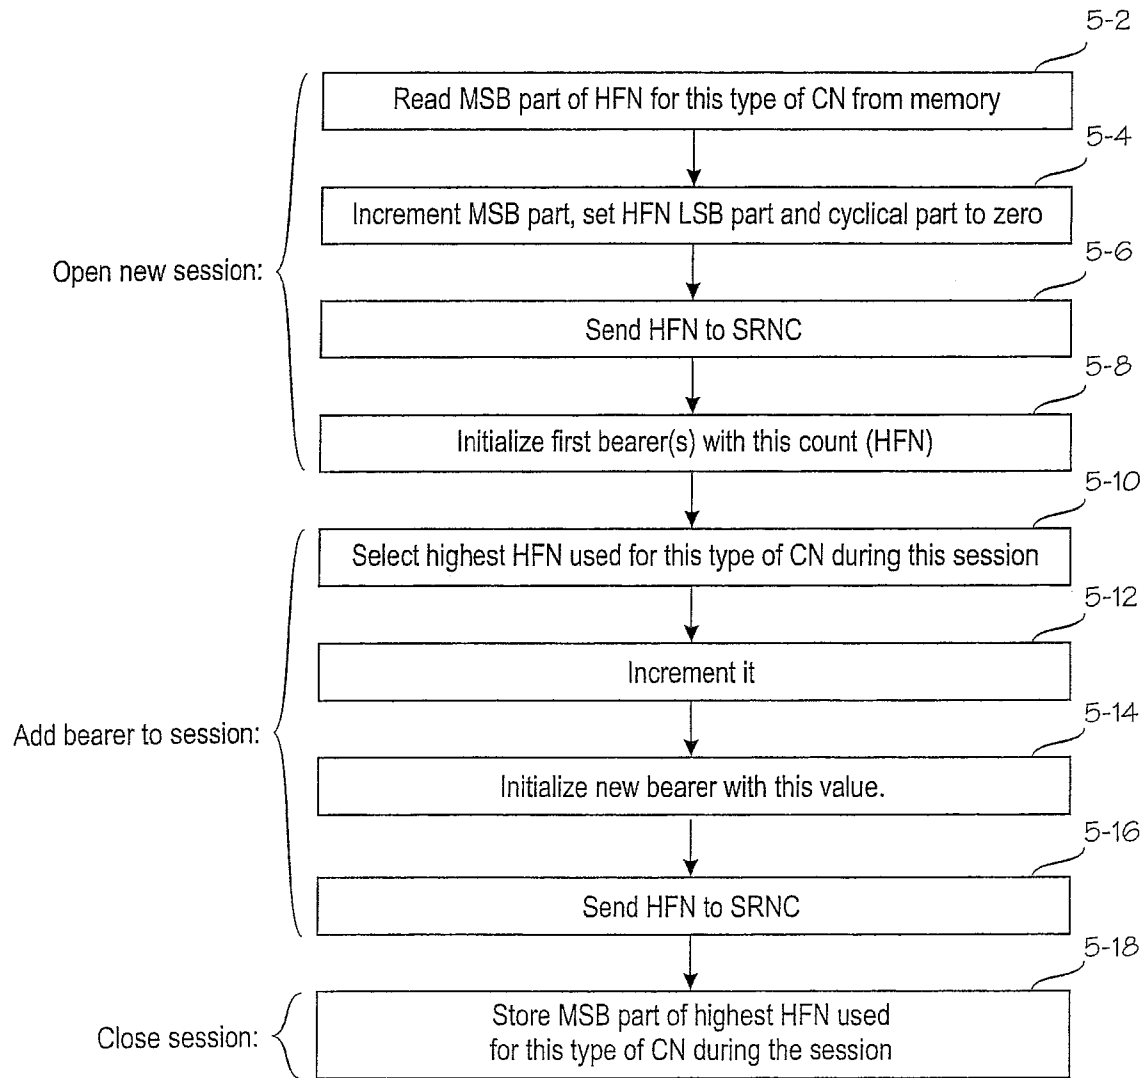 5-2
Read MSB part of HFN for this type of CN from memory
5-4
Increment MSB part, set HFN LSB part and cyclical part to zero
Open new session:
5-6
Send HFN to SRNC
5-8
Initialize first bearer(s) with this count (HFN)
5-10
Select highest HFN used for this type of CN during this session
5-12
Increment it
Add bearer to session:
5-14
Initialize new bearer with this value.
5-16
Send HFN to SRNC
5-18
Close session:
Store MSB part of highest HFN used
for this type of CN during the session